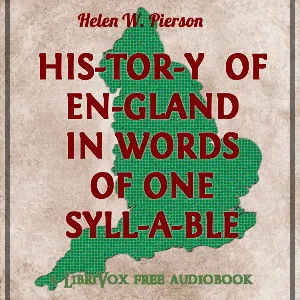 Helen W. Pierson
HIS-TOR-Y OF
EN-GLAND
IN WORDS
OF ONE
SYLL-A-BLE
LIBRIVOX FREE AUDIOBOOK